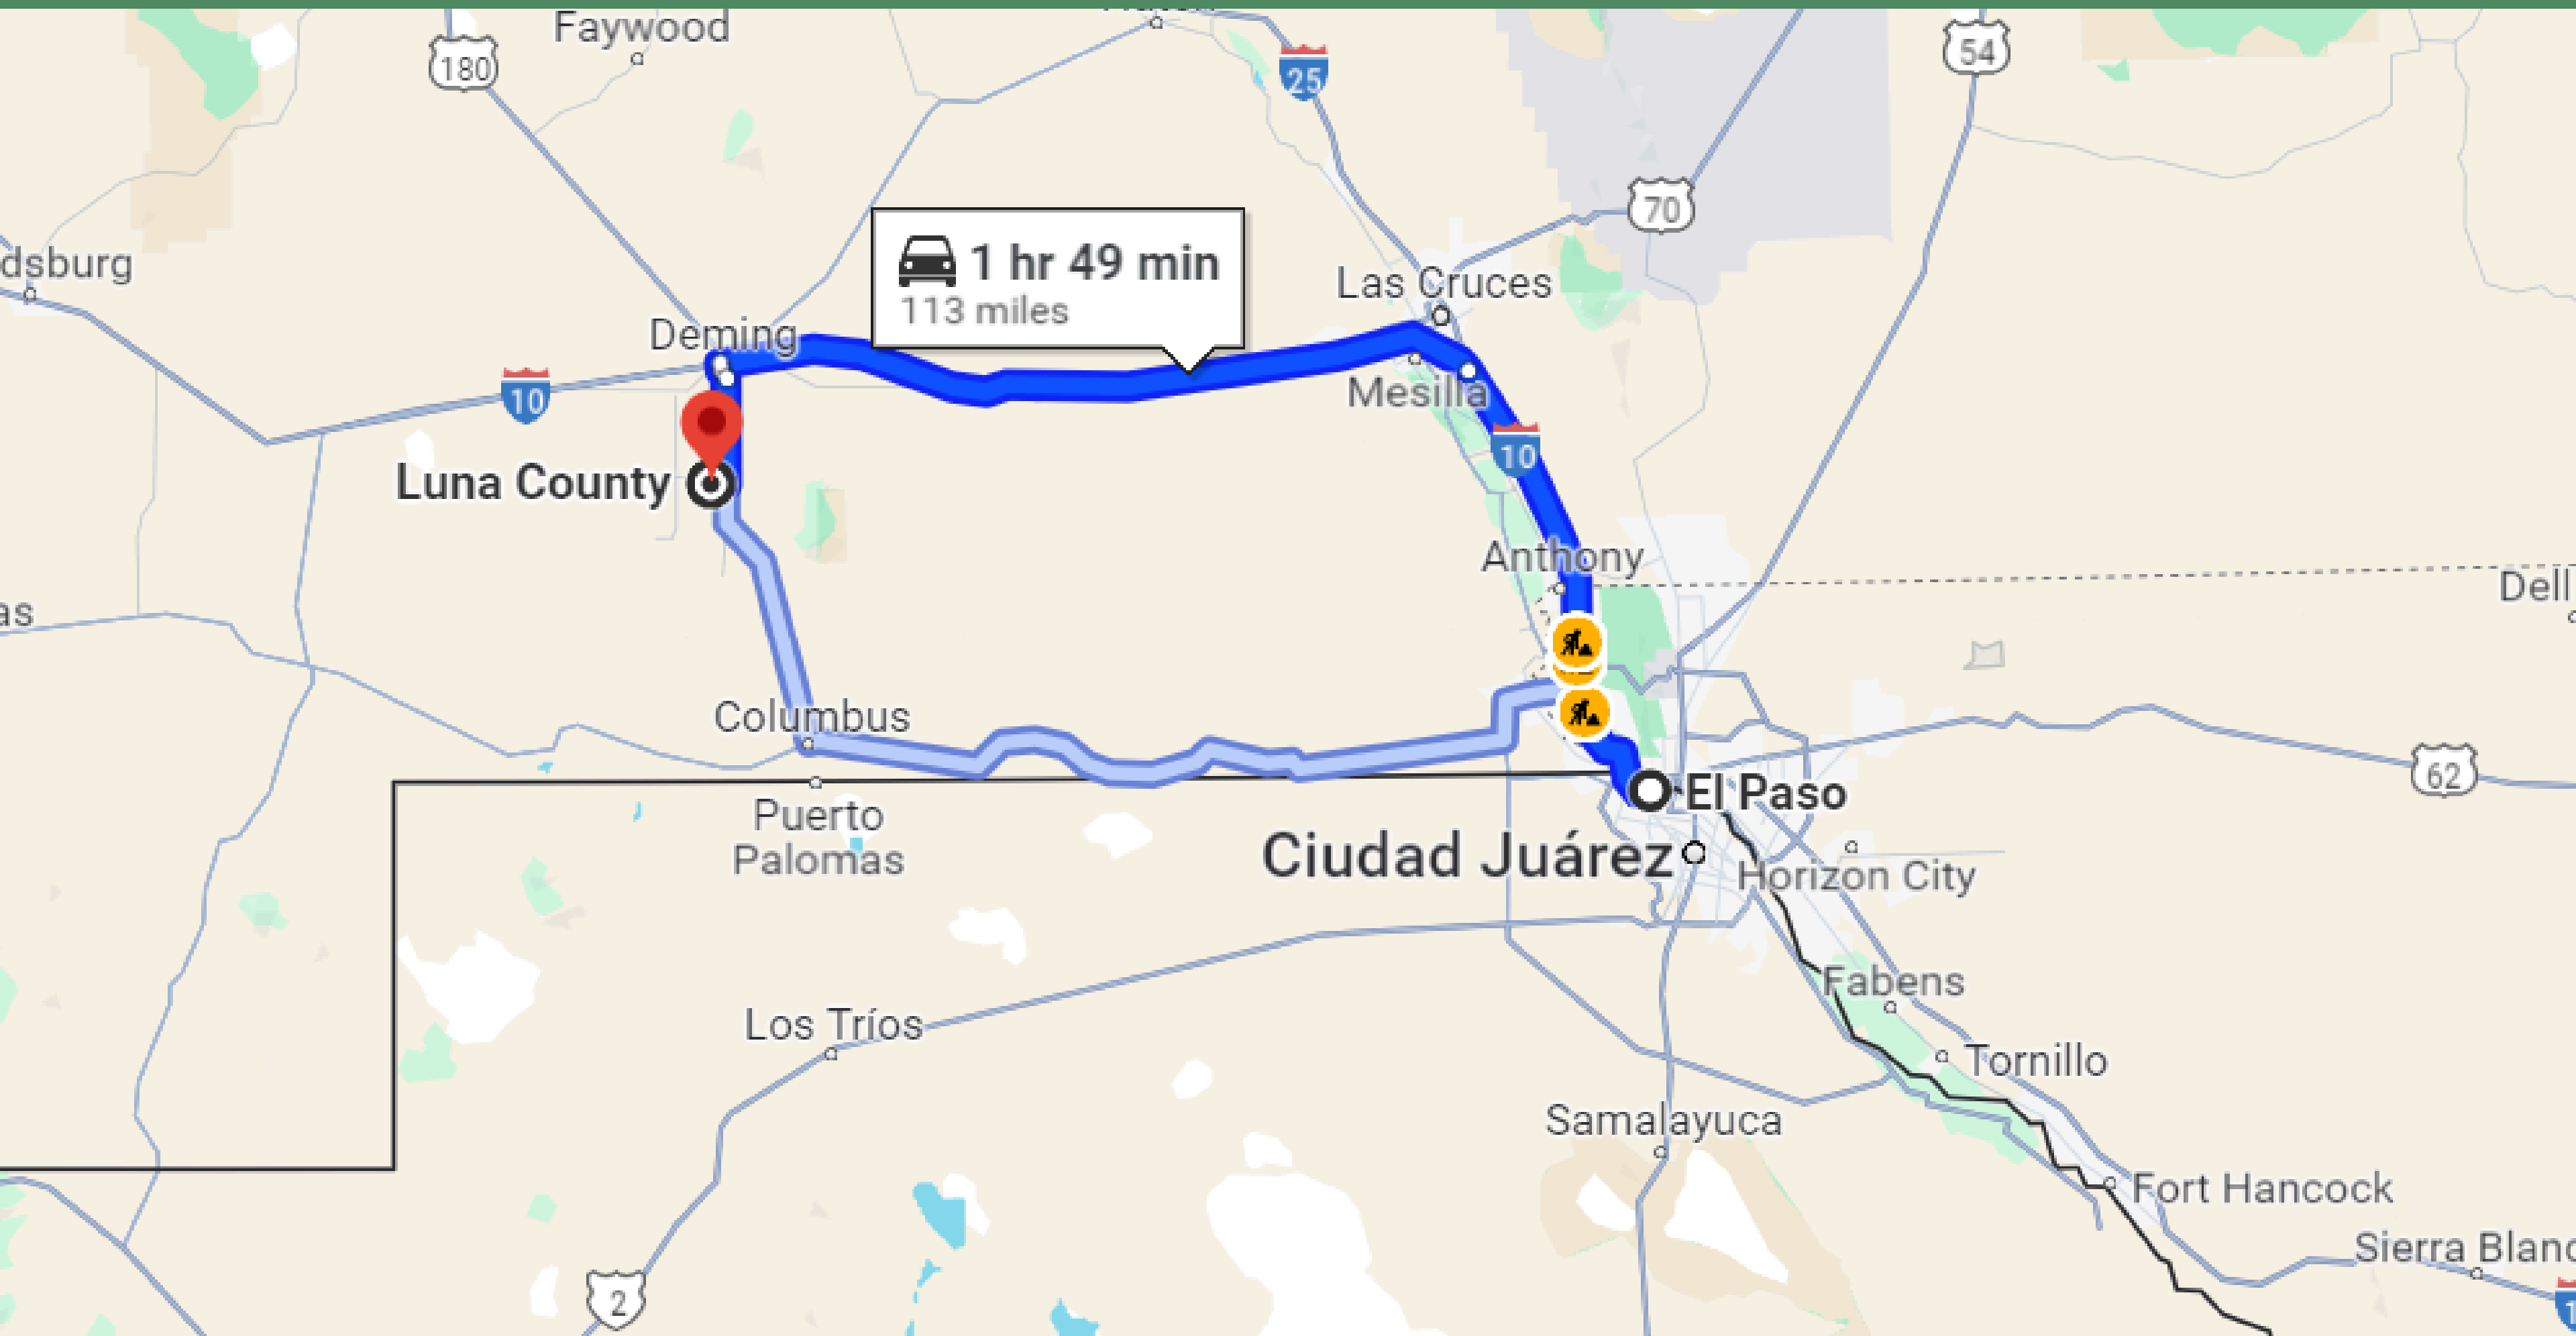 Faywood
180
25
54
70
dsburg
1 hr 49 min
113 miles
Las Cruces
Deming
10
Mesilla
10
Luna County
Anthony
Dell
as
Columbus
62
El Paso
Puerto
Palomas
Ciudad Juárez
Horizon City
Fabens
Los Tríos
Tornillo
Samalayuca
Fort Hancock
Sierra Blanc
2
1